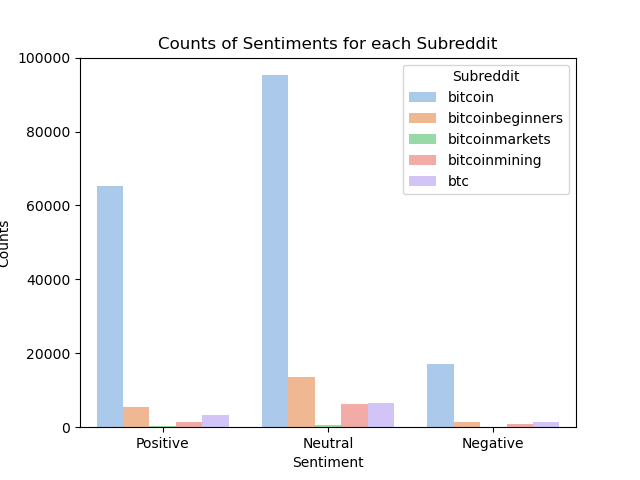 Counts of Sentiments for each Subreddit
100000
80000
60000
40000
20000
0
Counts
Subreddit
bitcoin
bitcoinbeginners
bitcoinmarkets
bitcoinmining
btc
Positive
Neutral
Negative
Sentiment